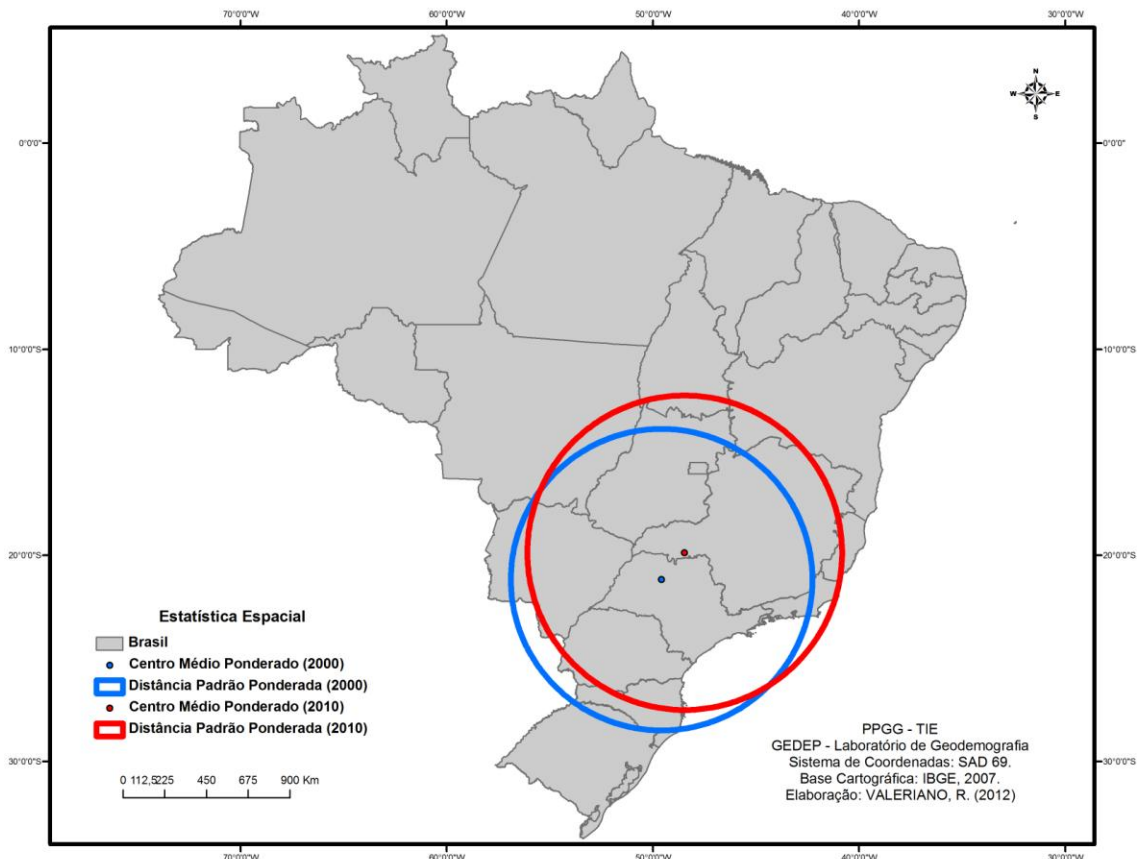 70°0'0"W 60°0'0"W 50°0'0"W 40°0'0"W 30°0'0"W
N
W E
S
0°0'0" 0°0'0"
10°0'0"S 10°0'0"S
20°0'0"S 20°0'0"S
30°0'0"S 30°0'0"S
Estatística Espacial
Brasil
Centro Médio Ponderado (2000)
Distância Padrão Ponderada (2000)
Centro Médio Ponderado (2010)
Distância Padrão Ponderada (2010)
0 112,5225 450 675 900 Km
PPGG - TIE
GEDEP - Laboratório de Geodemografia
Sistema de Coordenadas: SAD 69.
Base Cartográfica: IBGE, 2007.
Elaboração: VALERIANO, R. (2012)
70°0'0"W 60°0'0"W 50°0'0"W 40°0'0"W 30°0'0"W